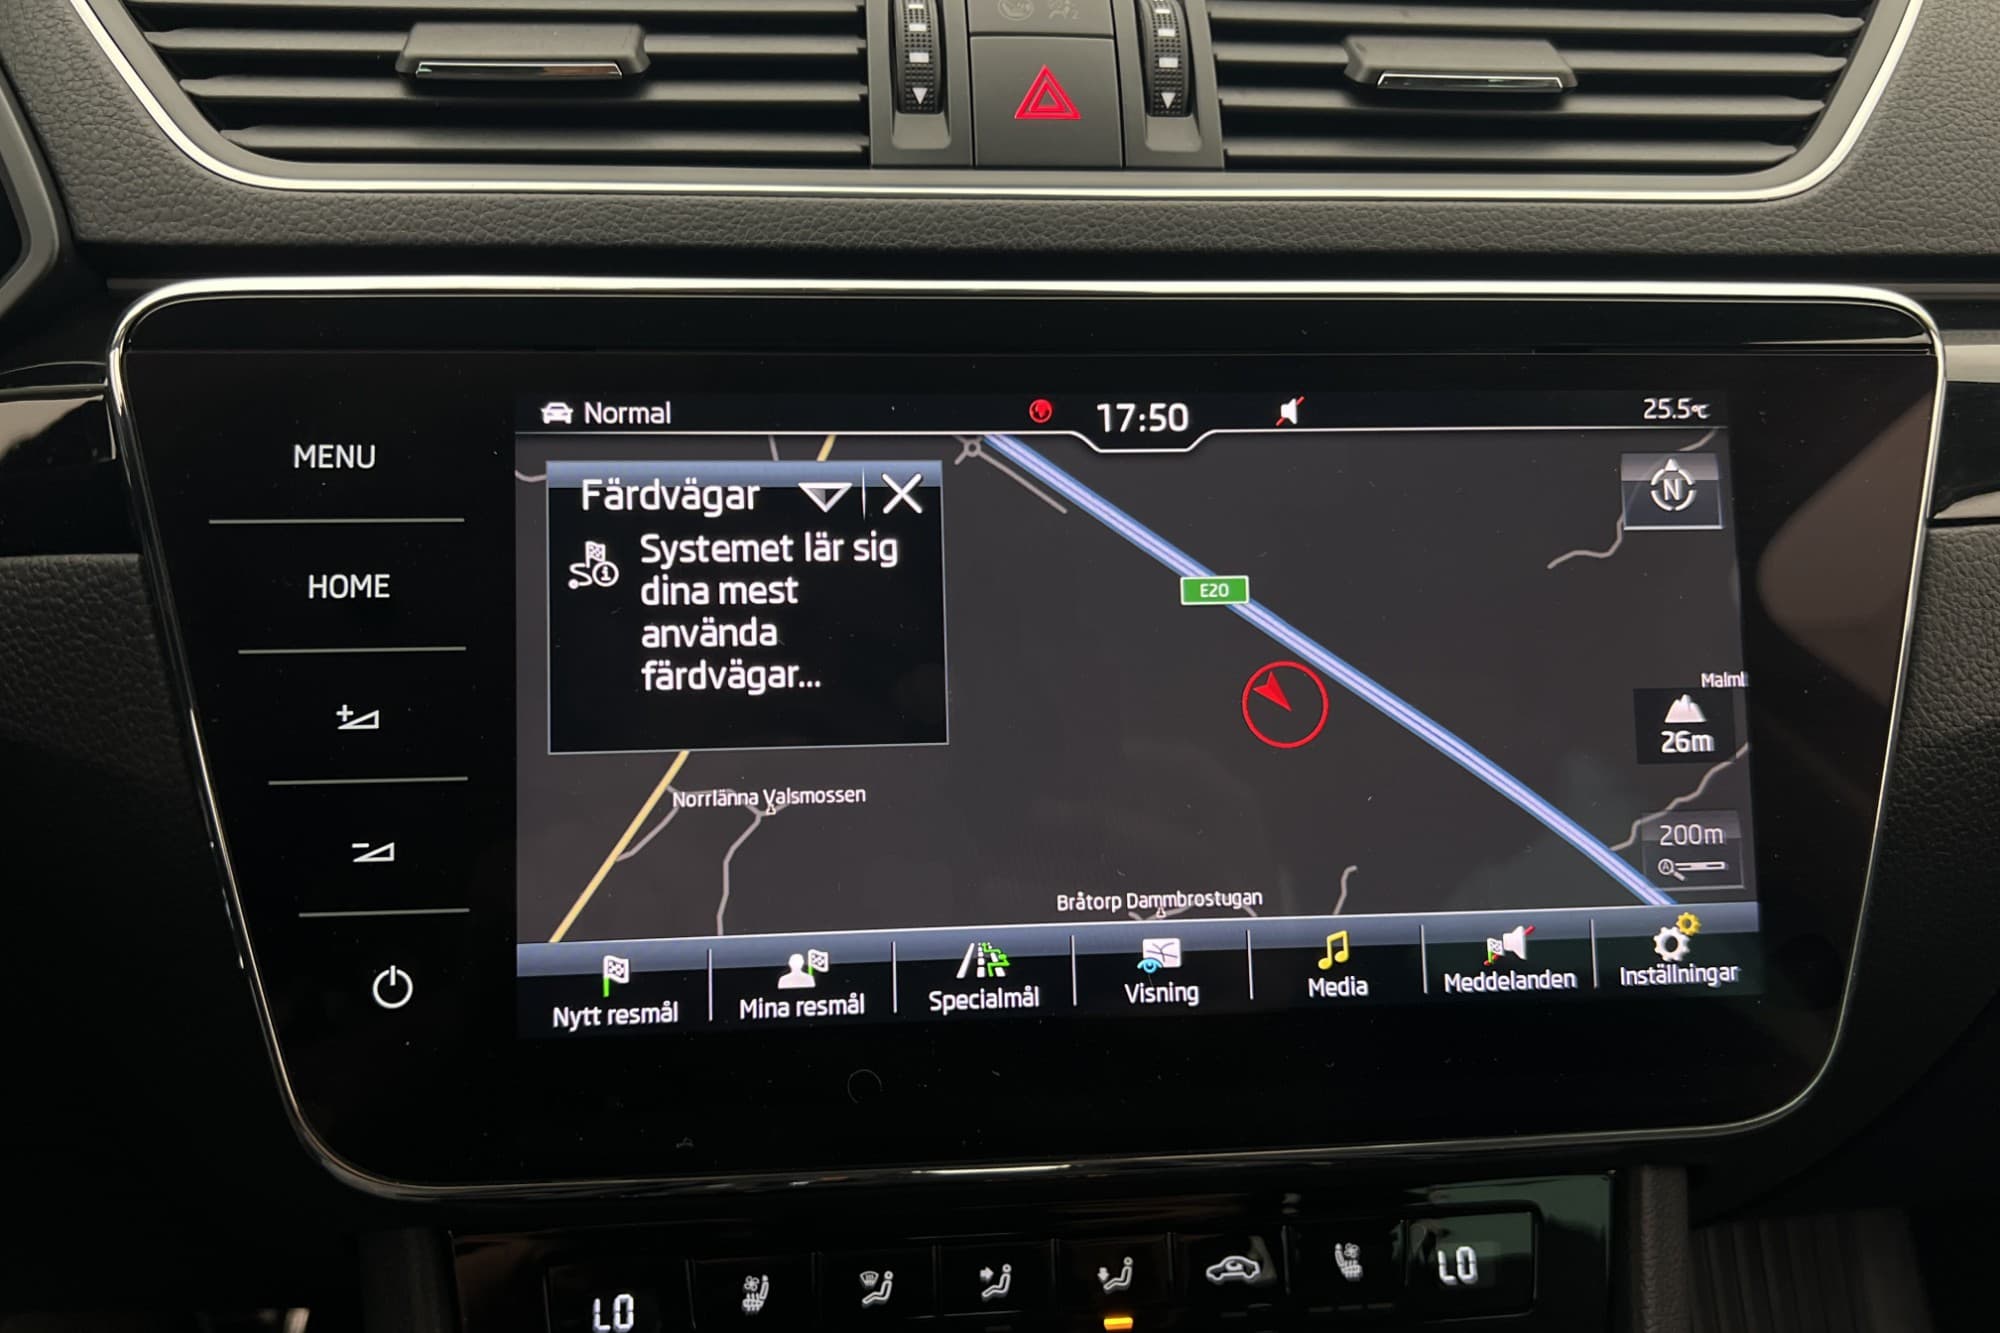 Normal
17:50
25.5°C
MENU
HOME
Färdvägar
Systemet lär sig
dina mest
använda
färdvägar...
N
E20
Malml
26m
Norrlänna Valsmossen
200m
Bråtorp Dammbrostugan
Nytt resmål
Mina resmål
Specialmål
Visning
Media
Meddelanden
Inställningar
LO
LO